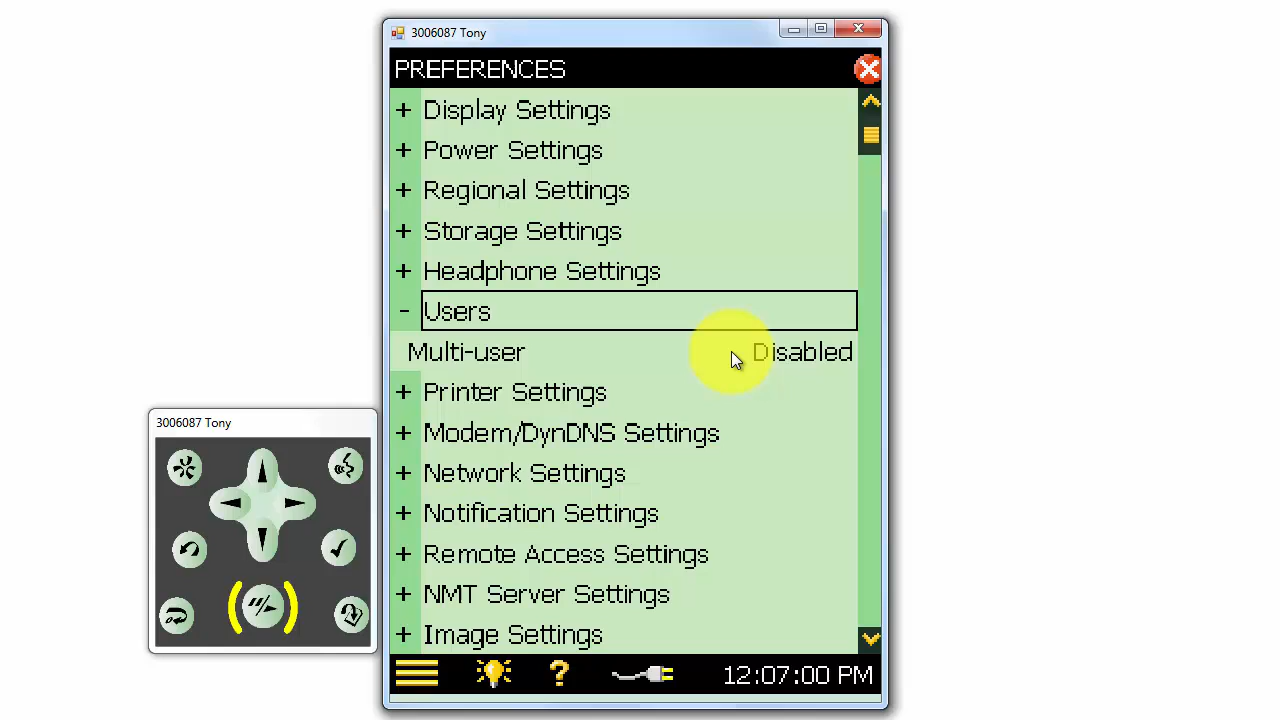 3006087 Tony
PREFERENCES
+ Display Settings
+ Power Settings
+ Regional Settings
+ Storage Settings
+ Headphone Settings
- Users
Multi-user Disabled
+ Printer Settings
+ Modem/DynDNS Settings
+ Network Settings
+ Notification Settings
+ Remote Access Settings
+ NMT Server Settings
+ Image Settings
? 12:07:00 PM
3006087 Tony